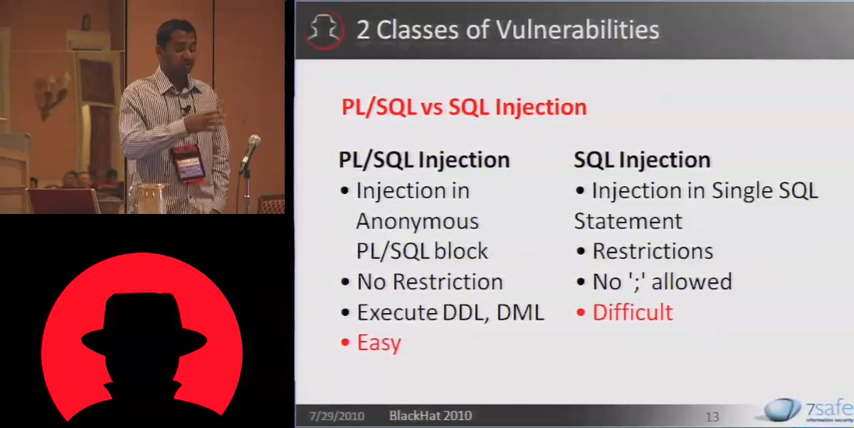 2 Classes of Vulnerabilities
PL/SQL vs SQL Injection
PL/SQL Injection
• Injection in
Anonymous
PL/SQL block
• No Restriction
• Execute DDL, DML
• Easy
SQL Injection
• Injection in Single SQL
Statement
• Restrictions
• No ';' allowed
• Difficult
7/29/2010 BlackHat 2010 13
7safe
information security